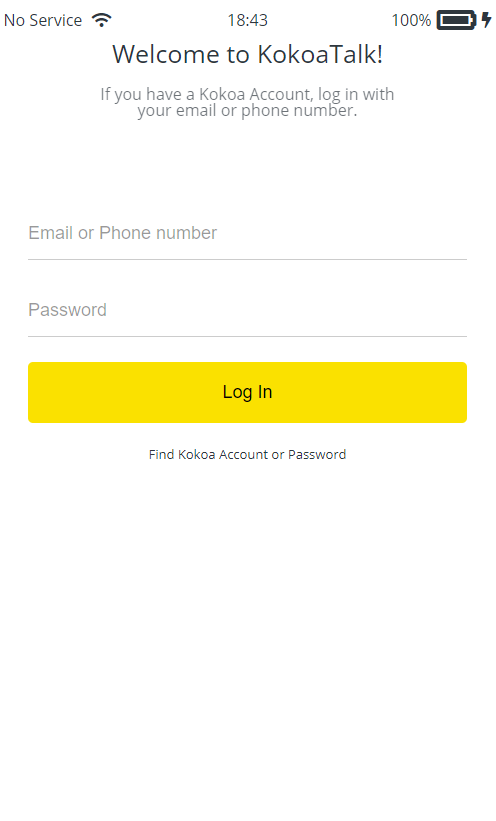 No Service 18:43 100%
Welcome to KokoaTalk!
If you have a Kokoa Account, log in with
your email or phone number.
Email or Phone number
Password
Log In
Find Kokoa Account or Password